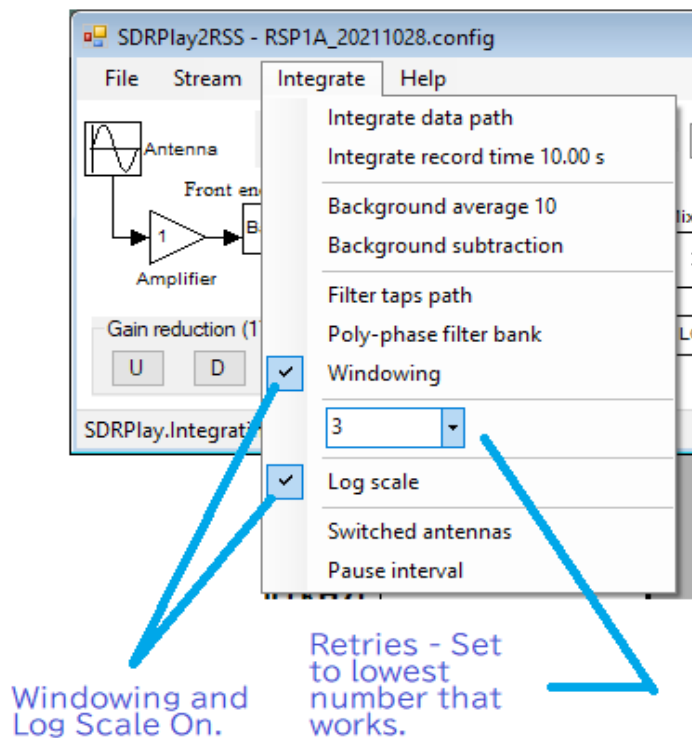 SDRPlay2RSS - RSP1A_20211028.config
File Stream Integrate Help
Integrate data path
Integrate record time 10.00 s
Background average 10
Background subtraction
Filter taps path
Poly-phase filter bank
Windowing
3
Log scale
Switched antennas
Pause interval
Antenna
Front en
1
Amplifier
Gain reduction (1
U D
SDRPlay.Integrati
Windowing and
Log Scale On.
Retries - Set
to lowest
number that
works.